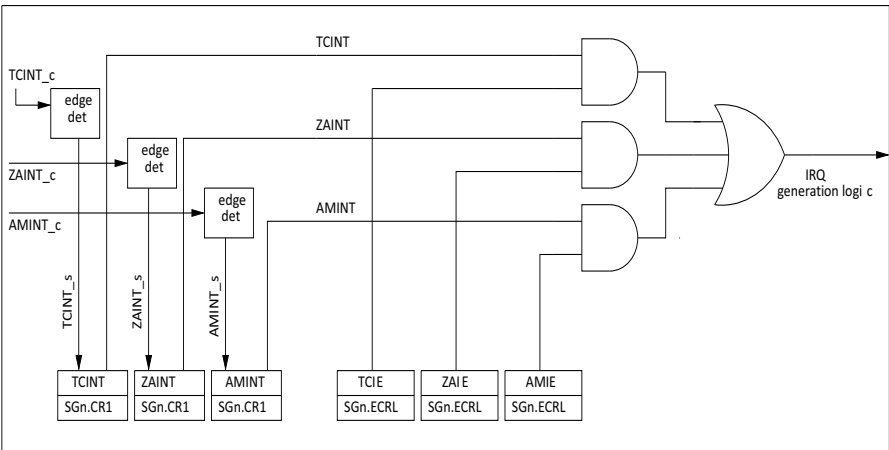 TCINT
TCINT_c
edge
det
ZAINT
edge
det
ZAINT_c
IRQ
generation logi c
edge
det
AMINT
AMINT_c
TCINT_s
ZAINT_s
AMINT_s
TCINT ZAINT AMINT TCIE ZAIE AMIE
SGn.CR1 SGn.CR1 SGn.CR1 SGn.ECRL SGn.ECRL SGn.ECRL